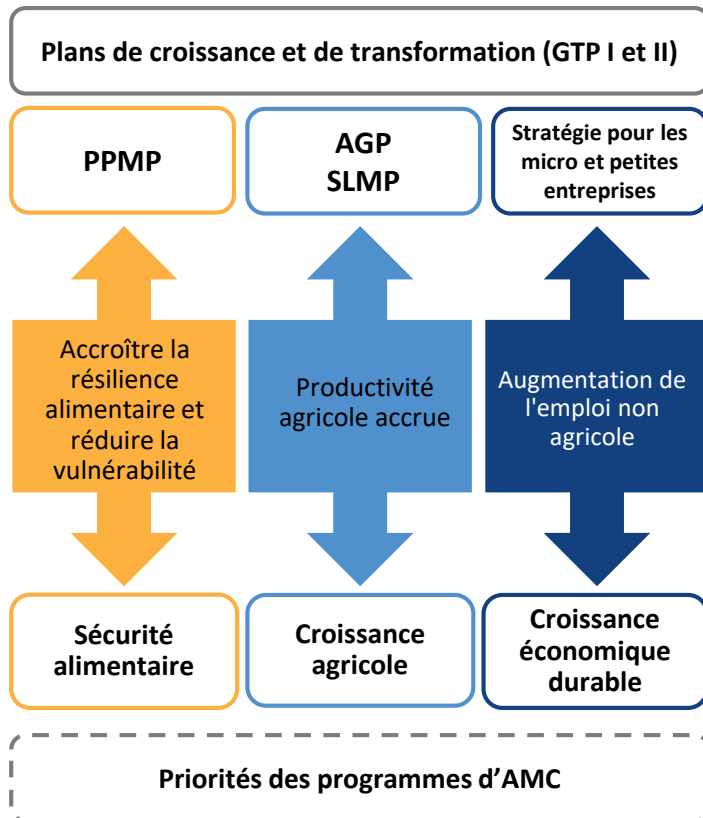 Plans de croissance et de transformation (GTP I et II)
PPMP
AGP
SLMP
Stratégie pour les
micro et petites
entreprises
Accroître la
résilience
alimentaire et
réduire la
vulnérabilité
Productivité
agricole accrue
Augmentation de
l'emploi non
agricole
Sécurité
alimentaire
Croissance
agricole
Croissance
économique
durable
Priorités des programmes d’AMC